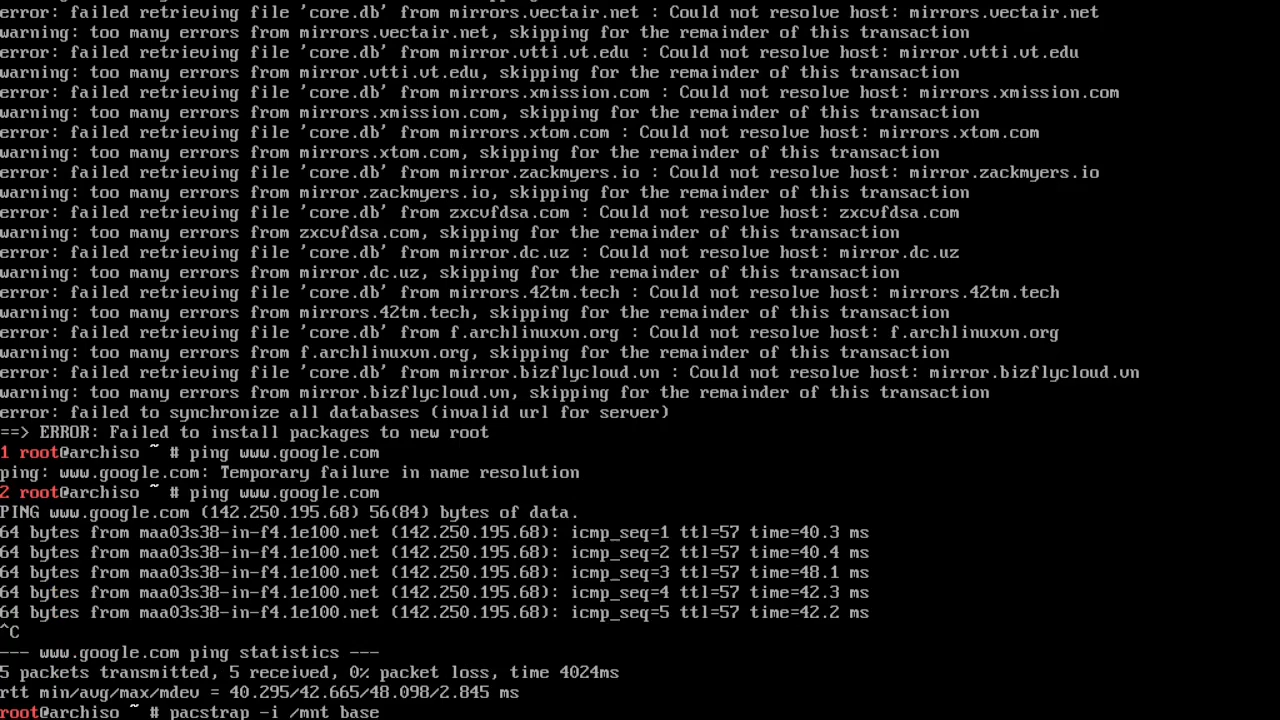 error: failed retrieving file 'core.db' from mirrors.vectair.net : Could not resolve host: mirrors.vectair.net
warning: too many errors from mirrors.vectair.net, skipping for the remainder of this transaction
error: failed retrieving file 'core.db' from mirror.vtti.vt.edu : Could not resolve host: mirror.vtti.vt.edu
warning: too many errors from mirror.vtti.vt.edu, skipping for the remainder of this transaction
error: failed retrieving file 'core.db' from mirrors.xmission.com : Could not resolve host: mirrors.xmission.com
warning: too many errors from mirrors.xmission.com, skipping for the remainder of this transaction
error: failed retrieving file 'core.db' from mirrors.xtom.com : Could not resolve host: mirrors.xtom.com
warning: too many errors from mirrors.xtom.com, skipping for the remainder of this transaction
error: failed retrieving file 'core.db' from mirror.zackmyers.io : Could not resolve host: mirror.zackmyers.io
warning: too many errors from mirror.zackmyers.io, skipping for the remainder of this transaction
error: failed retrieving file 'core.db' from zxcvfdsa.com : Could not resolve host: zxcvfdsa.com
warning: too many errors from zxcvfdsa.com, skipping for the remainder of this transaction
error: failed retrieving file 'core.db' from mirror.dc.uz : Could not resolve host: mirror.dc.uz
warning: too many errors from mirror.dc.uz, skipping for the remainder of this transaction
error: failed retrieving file 'core.db' from mirrors.42tm.tech : Could not resolve host: mirrors.42tm.tech
warning: too many errors from mirrors.42tm.tech, skipping for the remainder of this transaction
error: failed retrieving file 'core.db' from f.archlinuxvn.org : Could not resolve host: f.archlinuxvn.org
warning: too many errors from f.archlinuxvn.org, skipping for the remainder of this transaction
error: failed retrieving file 'core.db' from mirror.bizflycloud.vn : Could not resolve host: mirror.bizflycloud.vn
warning: too many errors from mirror.bizflycloud.vn, skipping for the remainder of this transaction
error: failed to synchronize all databases (invalid url for server)
==> ERROR: Failed to install packages to new root
1 root@archiso ~ # ping www.google.com
ping: www.google.com: Temporary failure in name resolution
2 root@archiso ~ # ping www.google.com
PING www.google.com (142.250.195.68) 56(84) bytes of data.
64 bytes from maa03s38-in-f4.1e100.net (142.250.195.68): icmp_seq=1 ttl=57 time=40.3 ms
64 bytes from maa03s38-in-f4.1e100.net (142.250.195.68): icmp_seq=2 ttl=57 time=40.4 ms
64 bytes from maa03s38-in-f4.1e100.net (142.250.195.68): icmp_seq=3 ttl=57 time=48.1 ms
64 bytes from maa03s38-in-f4.1e100.net (142.250.195.68): icmp_seq=4 ttl=57 time=42.3 ms
64 bytes from maa03s38-in-f4.1e100.net (142.250.195.68): icmp_seq=5 ttl=57 time=42.2 ms
^C
--- www.google.com ping statistics ---
5 packets transmitted, 5 received, 0% packet loss, time 4024ms
rtt min/avg/max/mdev = 40.295/42.665/48.098/2.845 ms
root@archiso ~ # pacstrap -i /mnt base